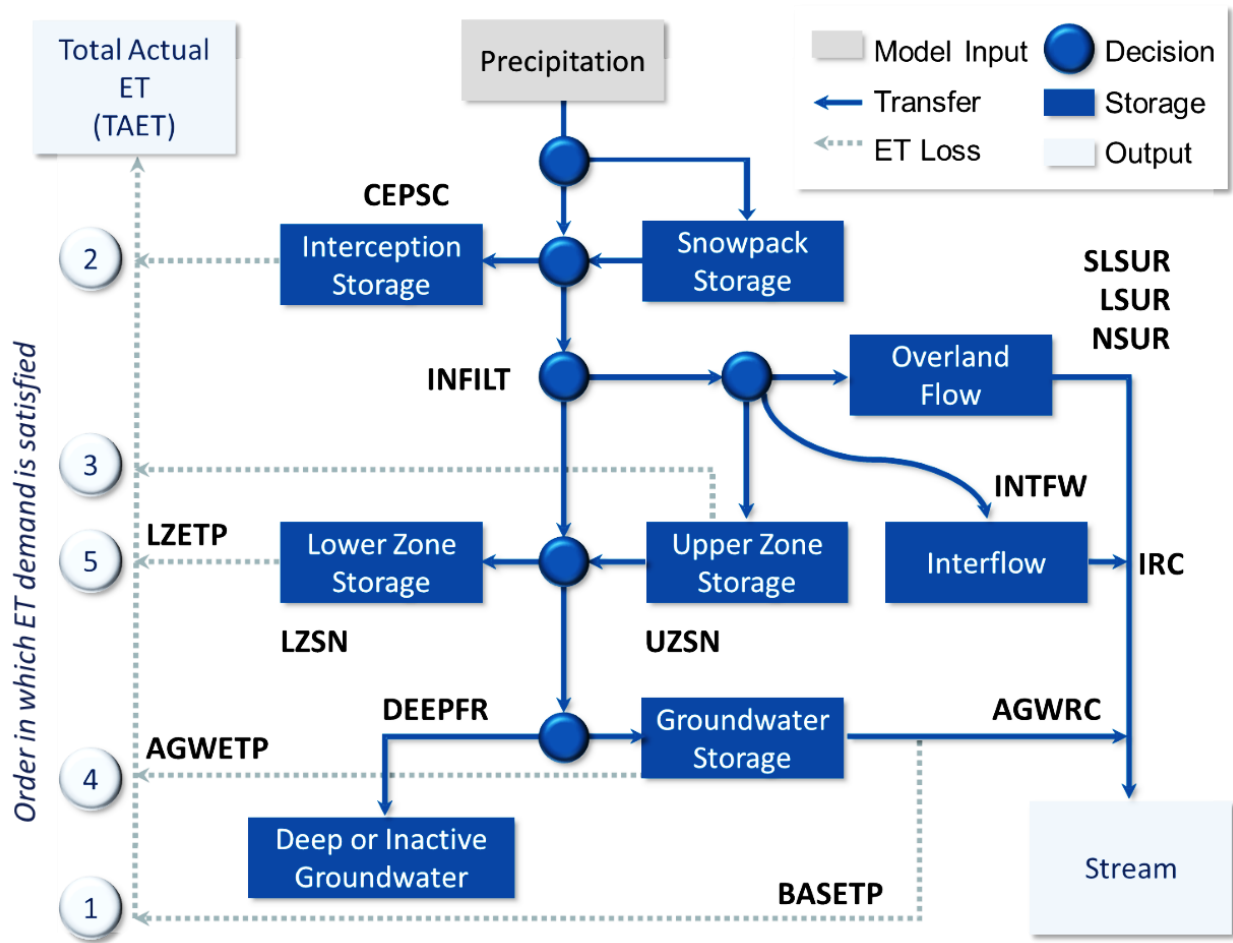 Total Actual
ET
(TAET)
Precipitation
Model Input
Decision
Transfer
Storage
ET Loss
Output
CEPSC
2
Interception
Storage
Snowpack
Storage
SLSUR
LSUR
NSUR
INFILT
Overland
Flow
Order in which ET demand is satisfied
3
INTFW
LZETP
5
Lower Zone
Storage
Upper Zone
Storage
Interflow
IRC
LZSN
UZSN
DEEPFR
Groundwater
Storage
AGWRC
AGWETP
4
Deep or Inactive
Groundwater
Stream
BASETP
1